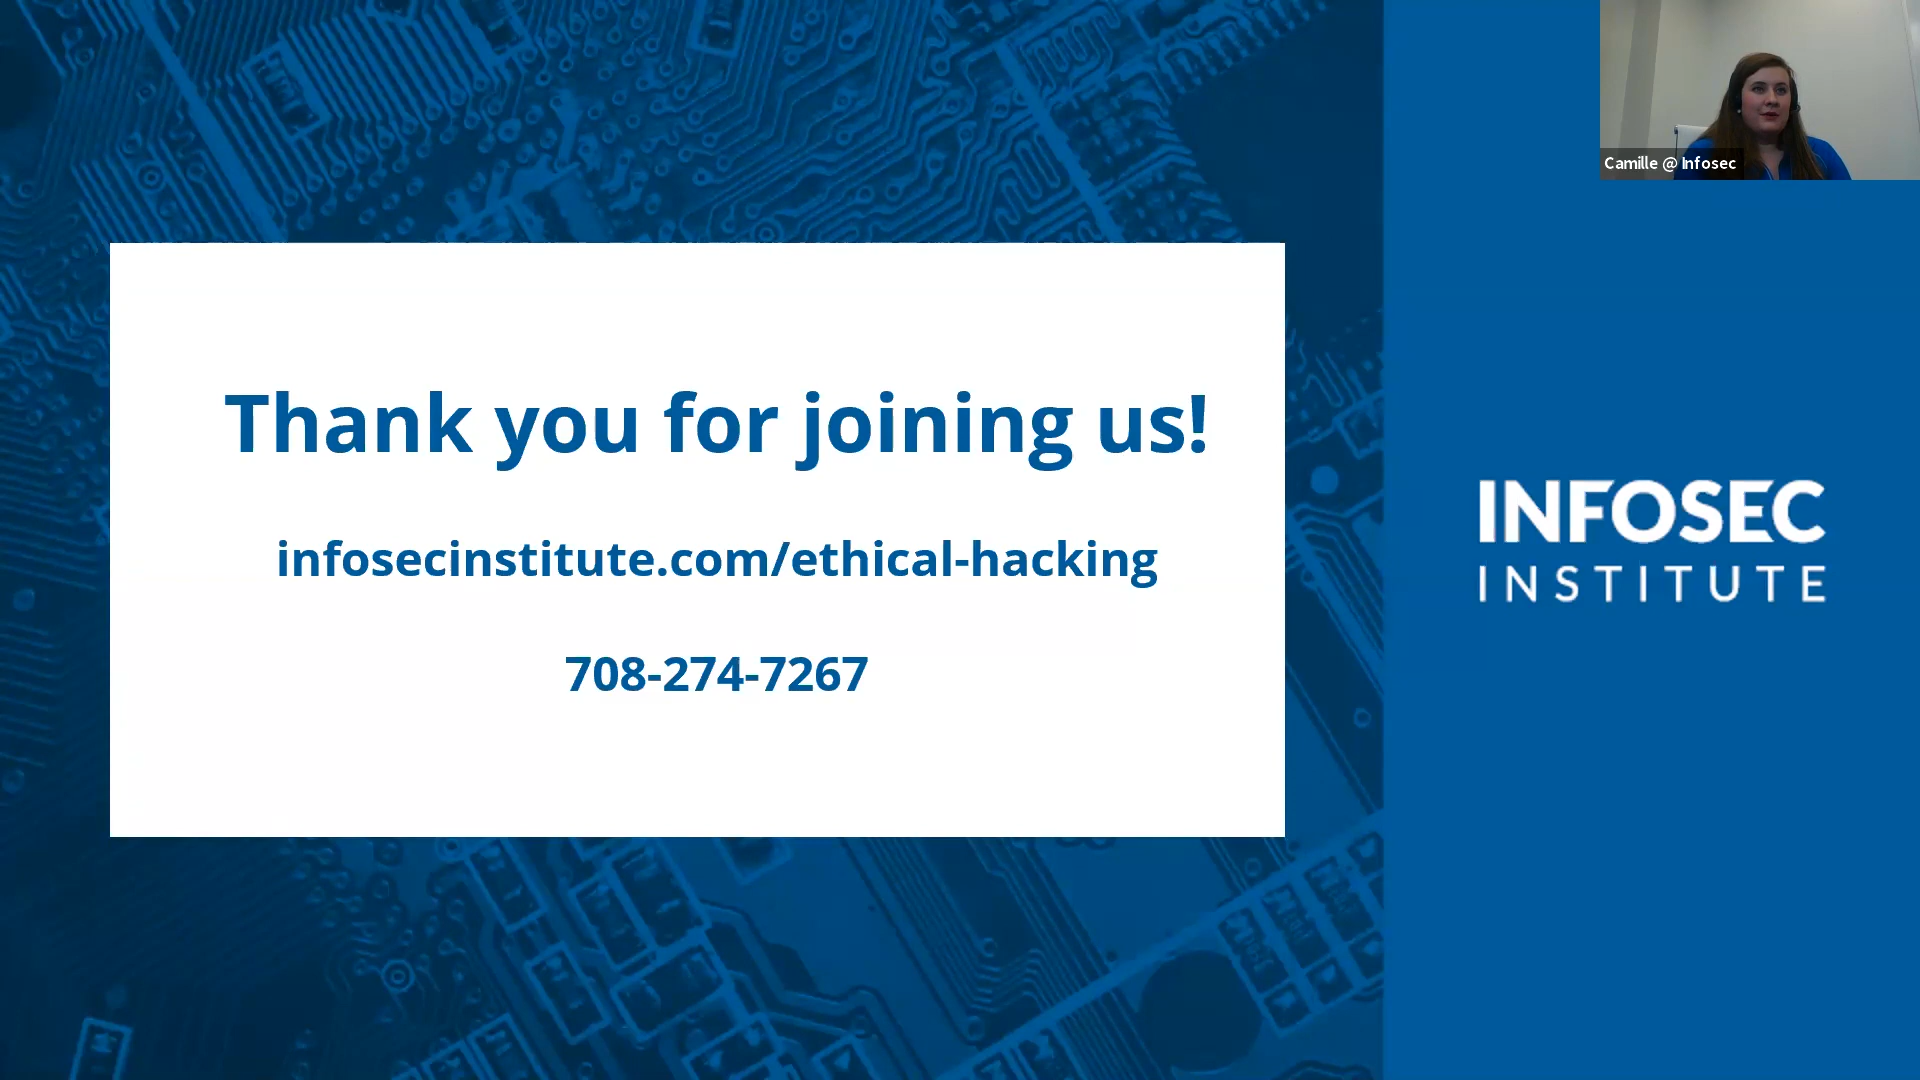 Camille @ Infosec
Thank you for joining us!
infosecinstitute.com/ethical-hacking
708-274-7267
INFOSEC
INSTITUTE